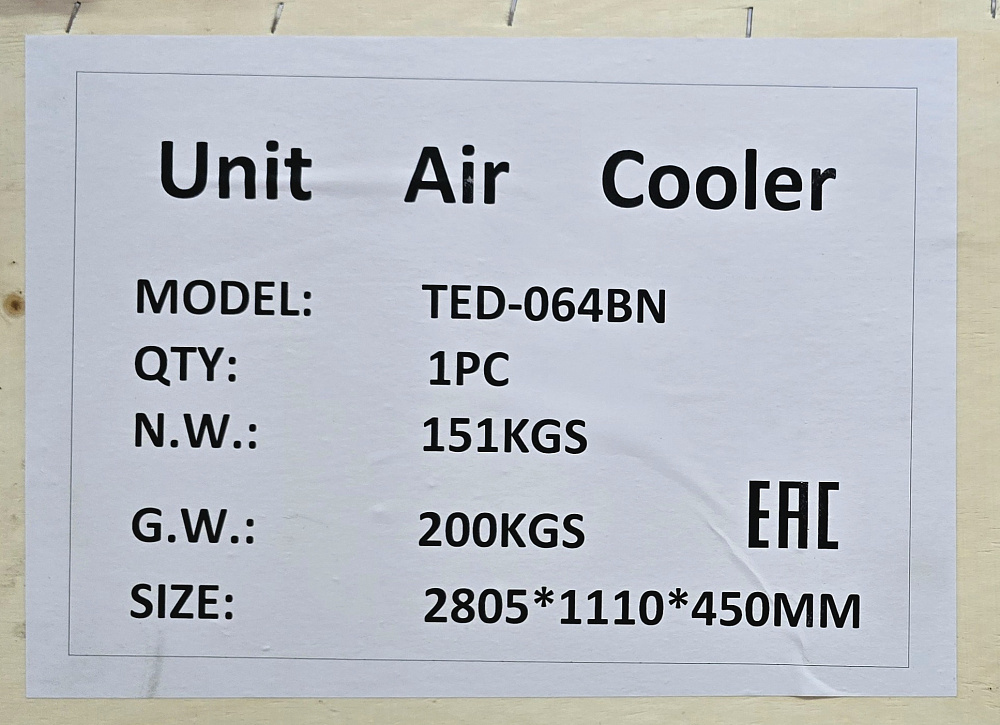 Unit Air Cooler
MODEL: TED-064BN
QTY: 1PC
N.W.: 151KGS
G.W.: 200KGS
EAC
SIZE: 2805*1110*450MM